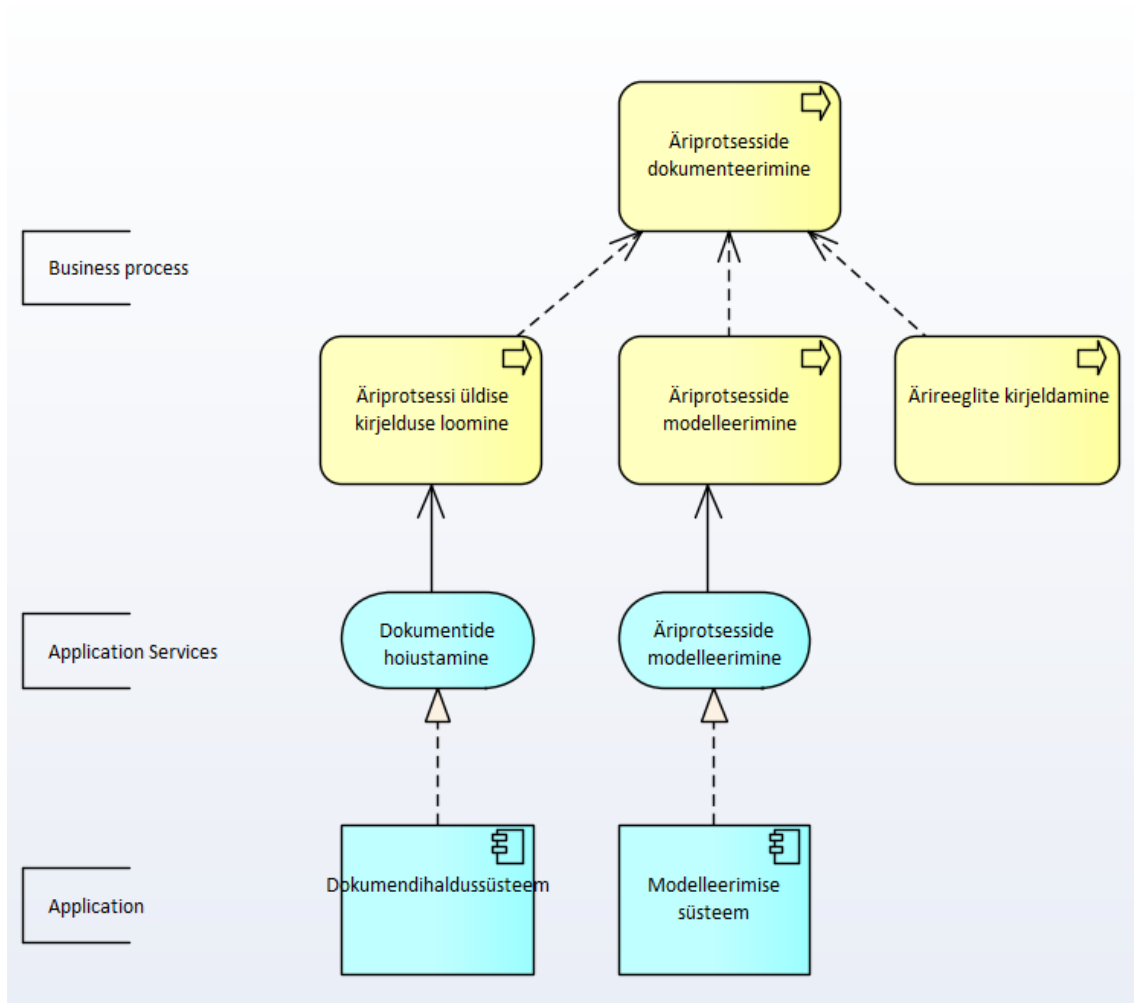 Äriprotsesside
dokumenteerimine
Business process
Äriprotsessi üldise
kirjelduse loomine
Äriprotsesside
modelleerimine
Ärireeglite kirjeldamine
Application Services
Dokumentide
hoiustamine
Äriprotsesside
modelleerimine
Application
Dokumendihaldussüsteem
Modelleerimise
süsteem